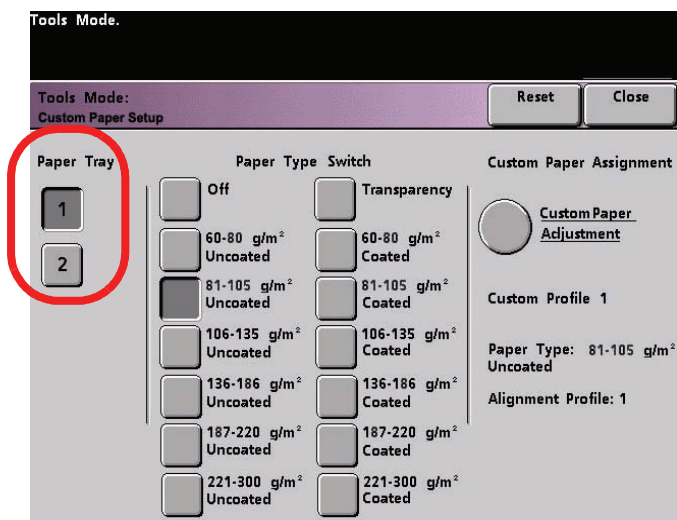 Tools Mode.
Tools Mode:
Custom Paper Setup
Reset
Close
Paper Tray
1
2
Paper Type Switch
Off
Transparency
60-80 g/m²
Uncoated
60-80 g/m²
Coated
81-105 g/m²
Uncoated
81-105 g/m²
Coated
106-135 g/m²
Uncoated
106-135 g/m²
Coated
136-186 g/m²
Uncoated
136-186 g/m²
Coated
187-220 g/m²
Uncoated
187-220 g/m²
Coated
221-300 g/m²
Uncoated
221-300 g/m²
Coated
Custom Paper Assignment
Custom Paper
Adjustment
Custom Profile 1
Paper Type: 81-105 g/m²
Uncoated
Alignment Profile: 1